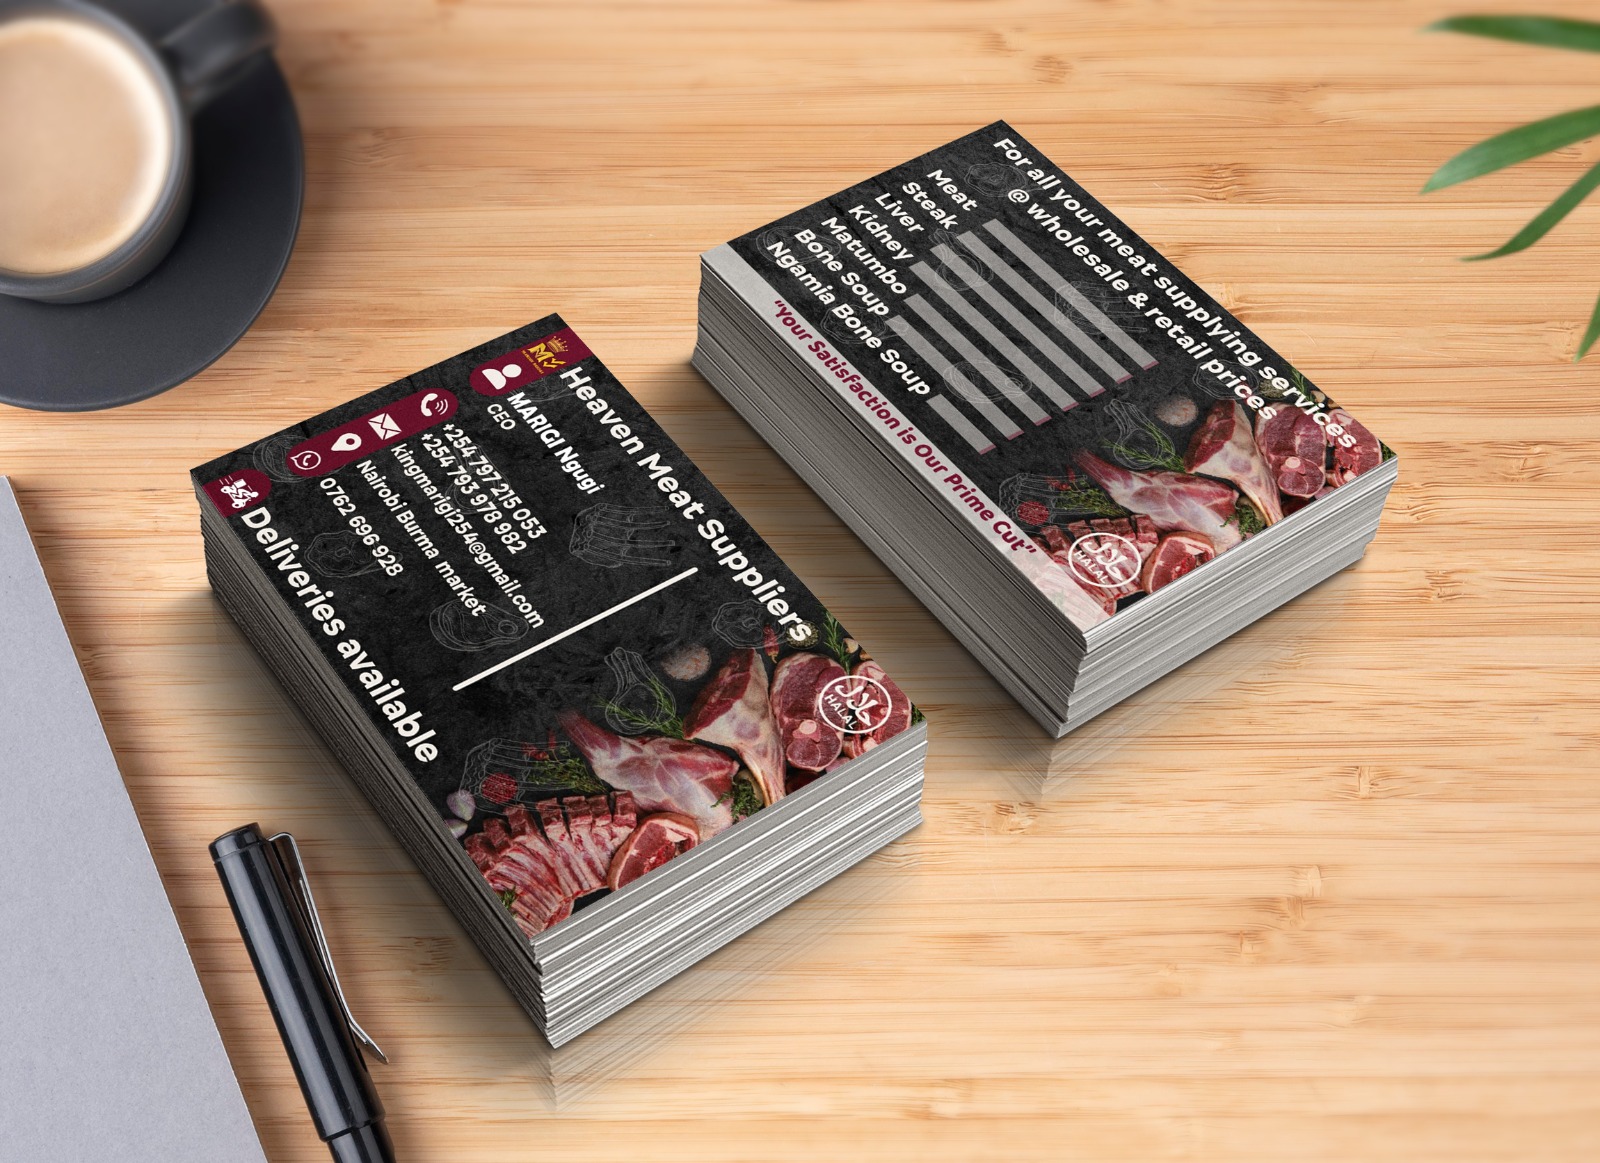 Heaven Meat Suppliers
MARIGI Ngugi
CEO
+254 797 215 053
+254 793 978 982
kingmarigi254@gmail.com
Nairobi Burma market
0762 696 928
Deliveries available
حلال
HALAL
For all your meat supplying services
@ wholesale & retail prices
Meat
Steak
Liver
Kidney
Matumbo
Bone Soup
Ngamia Bone Soup
"Your Satisfaction is Our Prime Cut"
حلال
HALAL